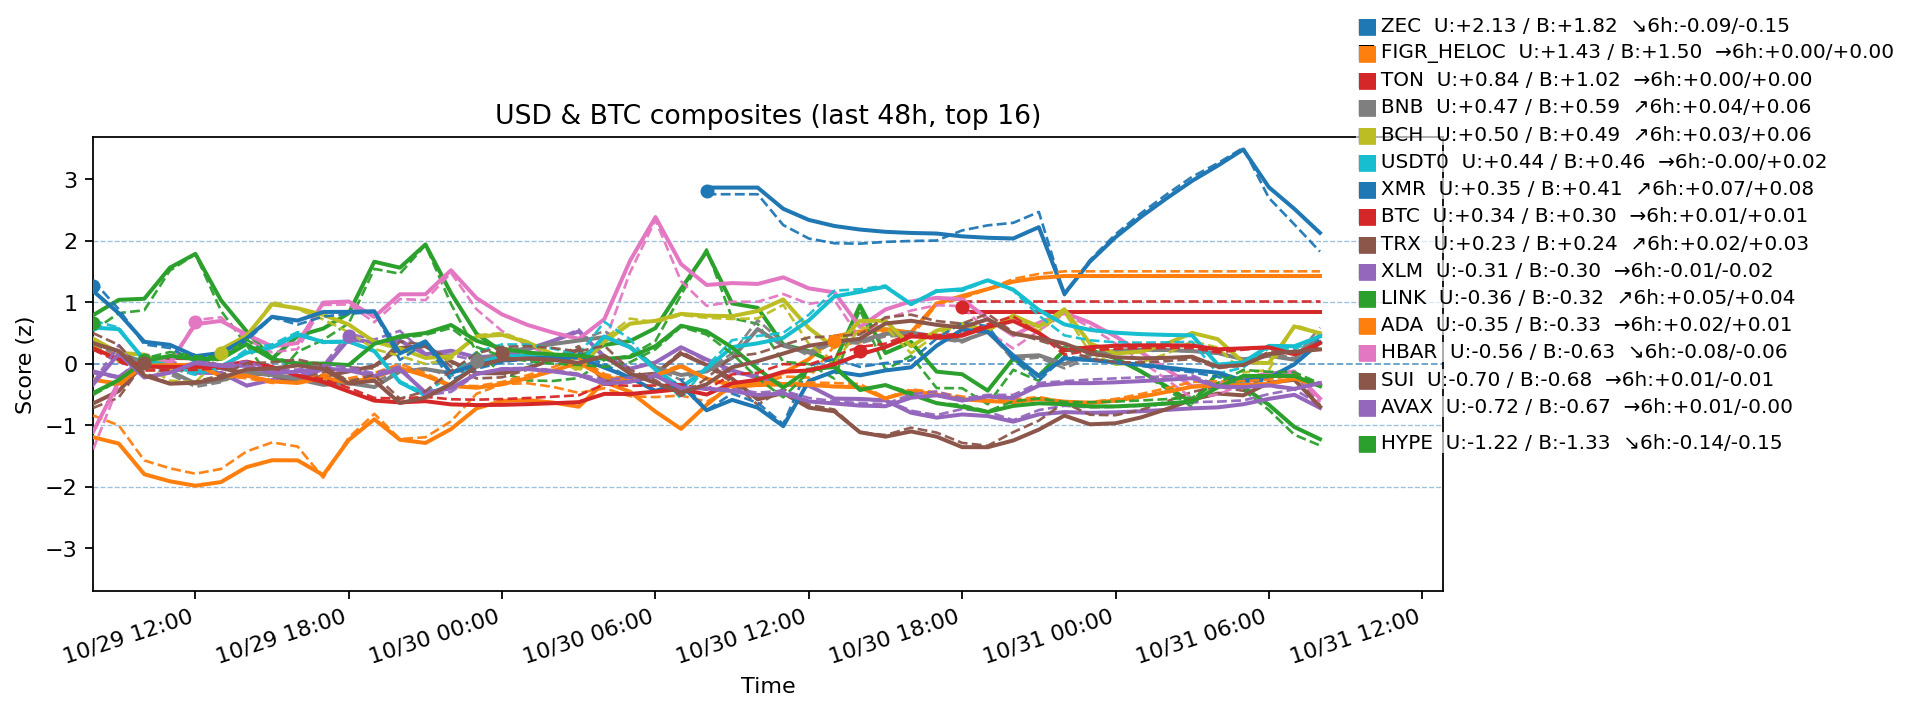 ZEC  U:+2.13 / B:+1.82  ↘6h:-0.09/-0.15
FIGR_HELOC  U:+1.43 / B:+1.50  →6h:+0.00/+0.00
TON  U:+0.84 / B:+1.02  →6h:+0.00/+0.00
BNB  U:+0.47 / B:+0.59  ↗6h:+0.04/+0.06
BCH  U:+0.50 / B:+0.49  ↗6h:+0.03/+0.06
USDT0  U:+0.44 / B:+0.46  →6h:-0.00/+0.02
XMR  U:+0.35 / B:+0.41  ↗6h:+0.07/+0.08
BTC  U:+0.34 / B:+0.30  →6h:+0.01/+0.01
TRX  U:+0.23 / B:+0.24  ↗6h:+0.02/+0.03
XLM  U:-0.31 / B:-0.30  →6h:-0.01/-0.02
LINK  U:-0.36 / B:-0.32  ↗6h:+0.05/+0.04
ADA  U:-0.35 / B:-0.33  →6h:+0.02/+0.01
HBAR  U:-0.56 / B:-0.63  ↘6h:-0.08/-0.06
SUI  U:-0.70 / B:-0.68  →6h:+0.01/-0.01
AVAX  U:-0.72 / B:-0.67  →6h:+0.01/-0.00
HYPE  U:-1.22 / B:-1.33  ↘6h:-0.14/-0.15
USD & BTC composites (last 48h, top 16)
Score (z)
3
2
1
0
−1
−2
−3
10/29 12:00
10/29 18:00
10/30 00:00
10/30 06:00
10/30 12:00
10/30 18:00
10/31 00:00
10/31 06:00
10/31 12:00
Time